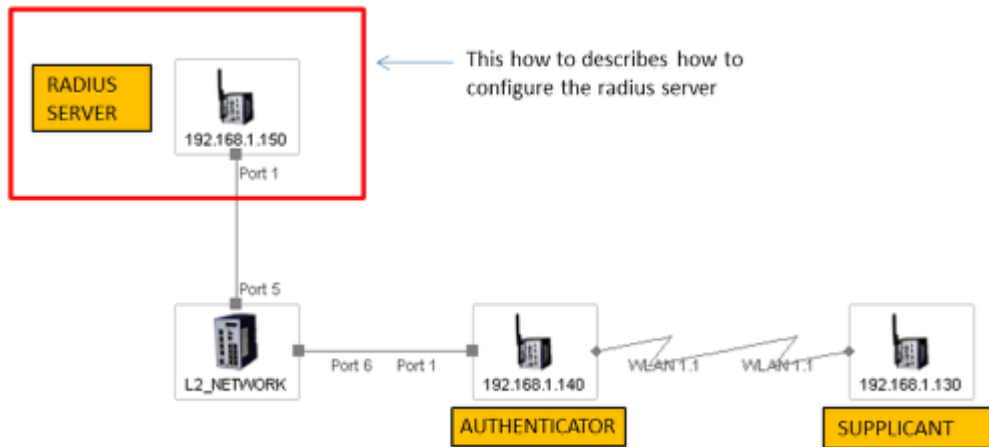 RADIUS
SERVER
192.168.1.150
Port 1
This how to describes how to
configure the radius server
Port 5
L2_NETWORK
Port 6
Port 1
192.168.1.140
WLAN 1.1
WLAN 1.1
192.168.1.130
AUTHENTICATOR
SUPPLICANT